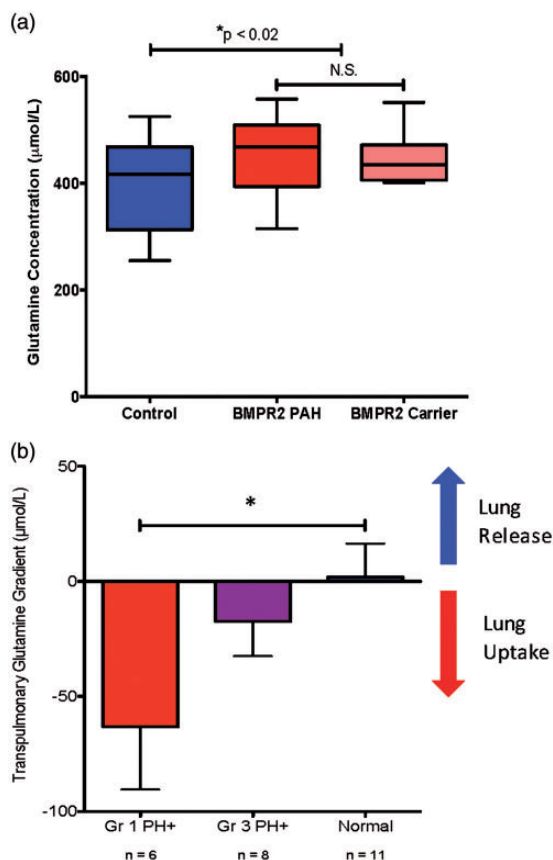 (a)
*p < 0.02
N.S.
600
400
200
0
Glutamine Concentration (μmol/L)
Control
BMPR2 PAH
BMPR2 Carrier
(b)
50
0
-50
-100
Transpulmonary Glutamine Gradient (μmol/L)
*
Lung
Release
Lung
Uptake
Gr 1 PH+
Gr 3 PH+
Normal
n = 6
n = 8
n = 11